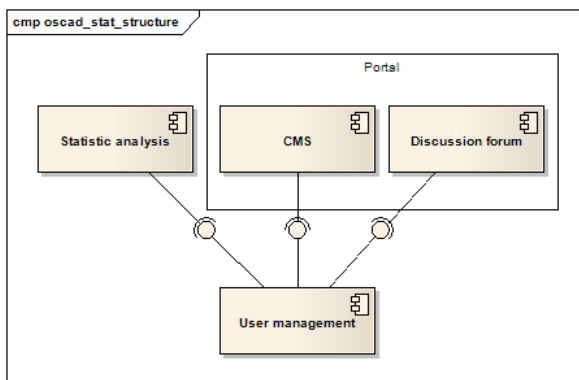 cmp oscad_stat_structure
Portal
Statistic analysis
CMS
Discussion forum
User management